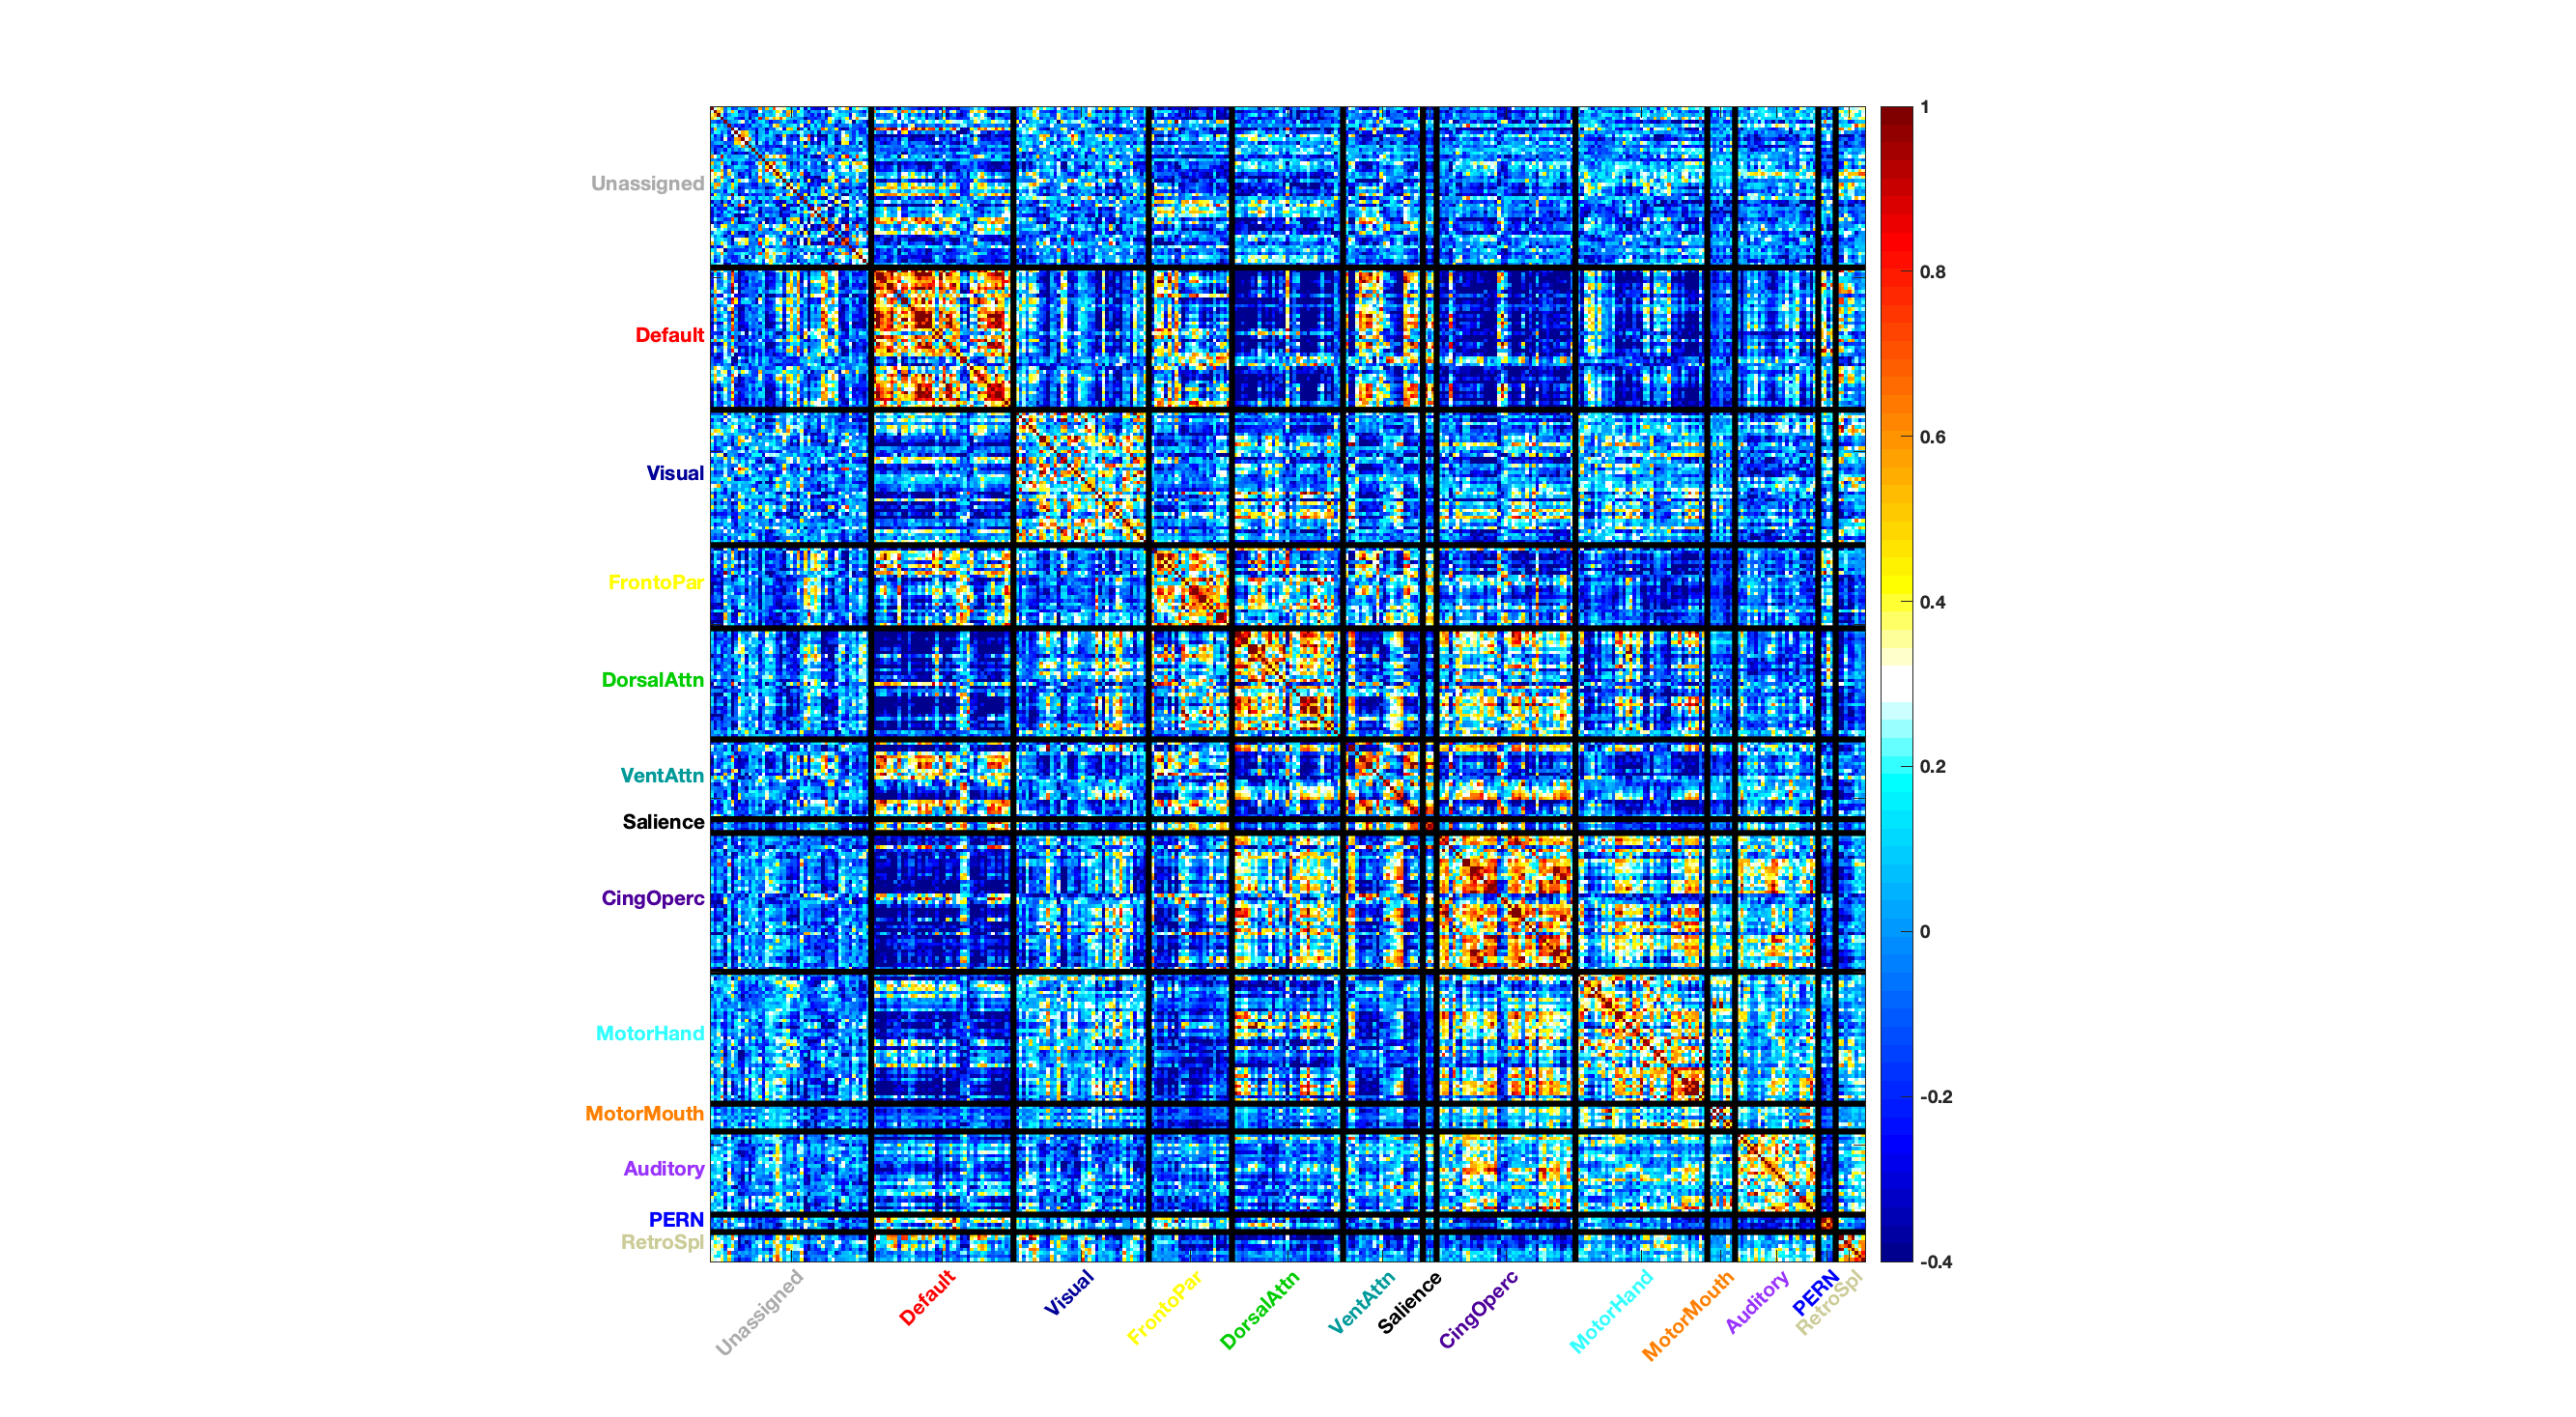 Unassigned
Default
Visual
FrontoPar
DorsalAttn
VentAttn
Salience
CingOperc
MotorHand
MotorMouth
Auditory
PERN
RetroSpl
Unassigned
Default
Visual
FrontoPar
DorsalAttn
VentAttn
Salience
CingOperc
MotorHand
MotorMouth
Auditory
PERN
RetroSpl
1
0.8
0.6
0.4
0.2
0
-0.2
-0.4